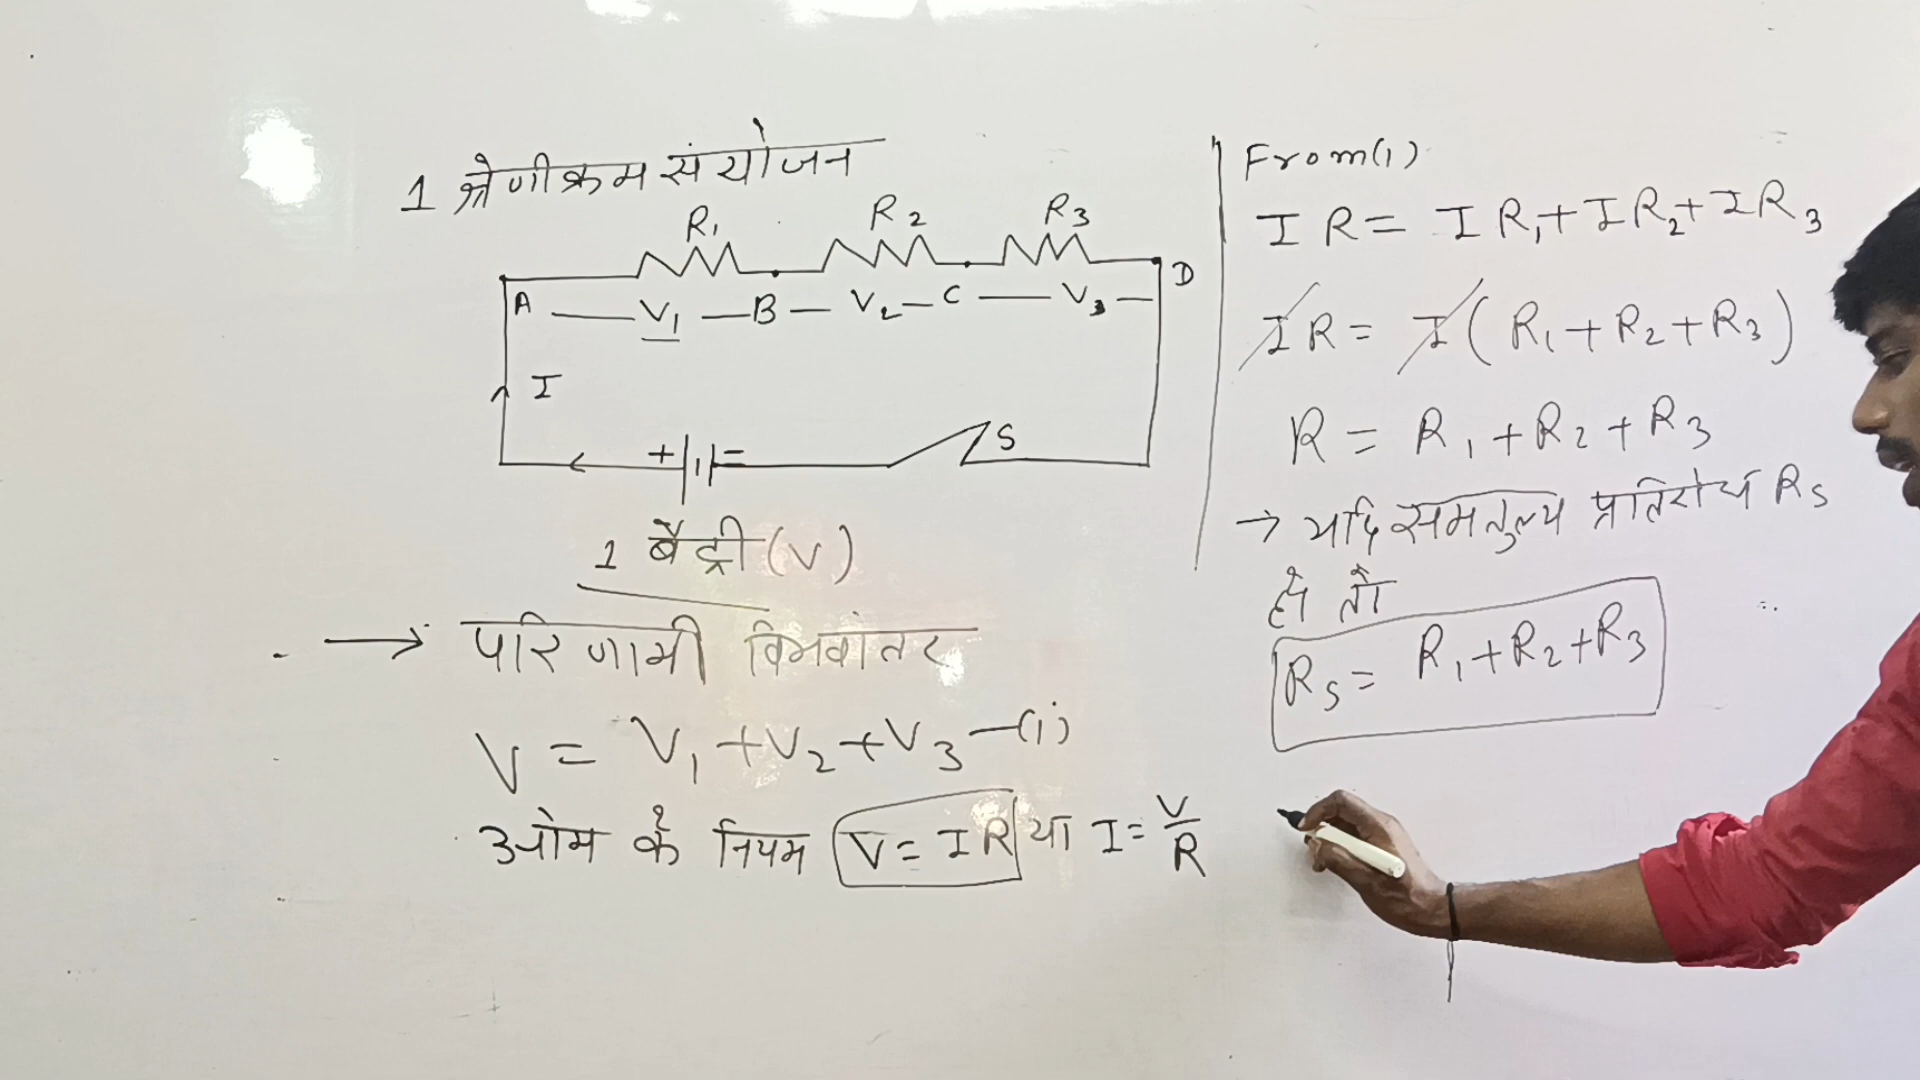 1 श्रेणीक्रम संयोजन
R₁ R₂ R₃
A V₁ B V₂ C V₃ D
I
+ = S
1 बैट्री (V)
→ परिणामी विभवांतर
V = V₁ + V₂ + V₃ —(i)
ओम के नियम V = IR या I = V/R
From (i)
IR = IR₁ + IR₂ + IR₃
IR = I (R₁ + R₂ + R₃)
R = R₁ + R₂ + R₃
→ यदि समतुल्य प्रतिरोध Rs
हो तो
Rs = R₁ + R₂ + R₃